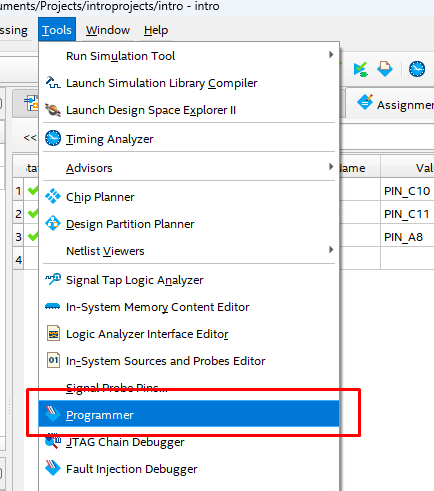 uments/Projects/introprojects/intro - intro
ssing Tools Window Help
Run Simulation Tool
Launch Simulation Library Compiler
Launch Design Space Explorer II
Assignmen
Timing Analyzer
<<
Advisors
tat Name Val
1 Chip Planner PIN_C10
2 Design Partition Planner PIN_C11
3 PIN_A8
Netlist Viewers
4
Signal Tap Logic Analyzer
In-System Memory Content Editor
Logic Analyzer Interface Editor
In-System Sources and Probes Editor
Signal Probe Pins...
Programmer
JTAG Chain Debugger
Fault Injection Debugger